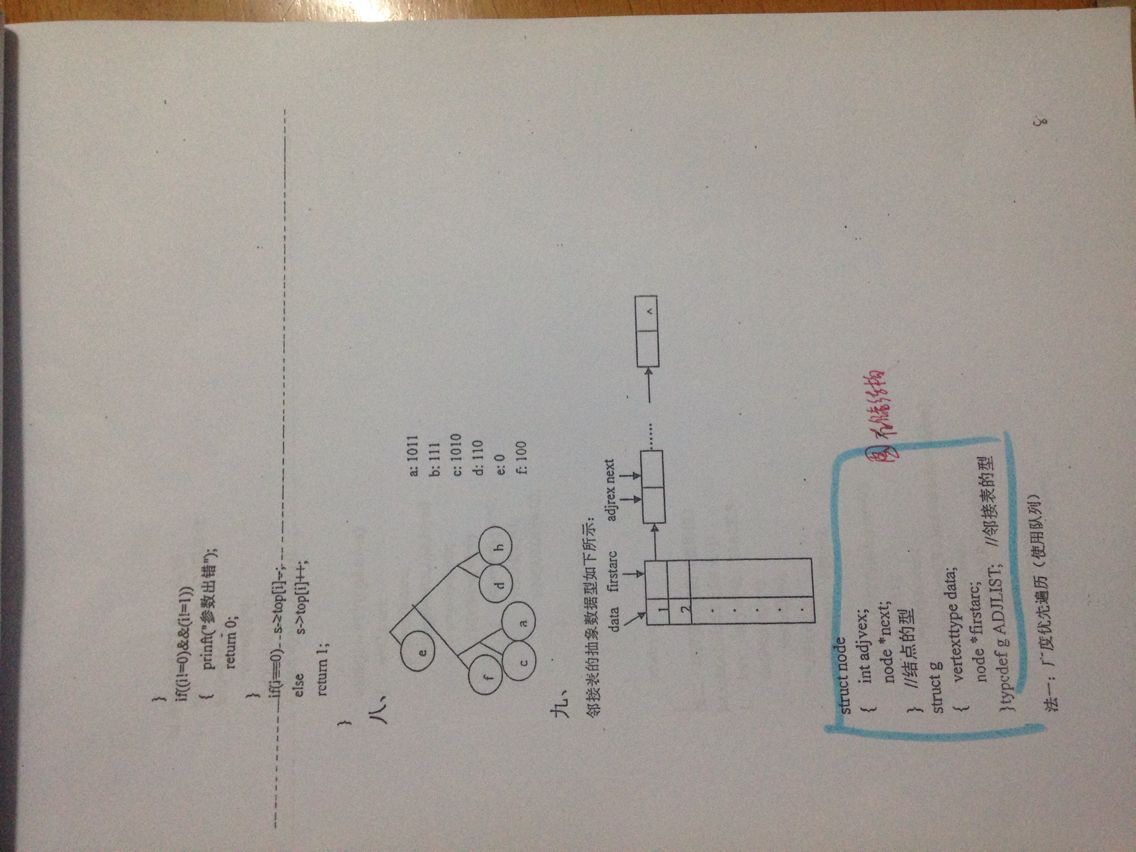 }
if((i!=0)&&(i!=1))
{ prinft("参数出错");
return 0;
}
if(i==0) s->top[i]--;
else s->top[i]++;
return 1;
}
八、
e
f
d
h
c
a
a: 1011
b: 111
c: 1010
d: 110
e: 0
f: 100
九、
邻接表的抽象数据型如下所示：
data firstarc adjrex next
1
2
......
^
struct node
{ int adjvex;
node *next;
} //结点的型
struct g
{ vertexttype data;
node *firstarc;
}typedef g ADJLIST; //邻接表的型
图 存储结构
法一：广度优先遍历（使用队列）
8